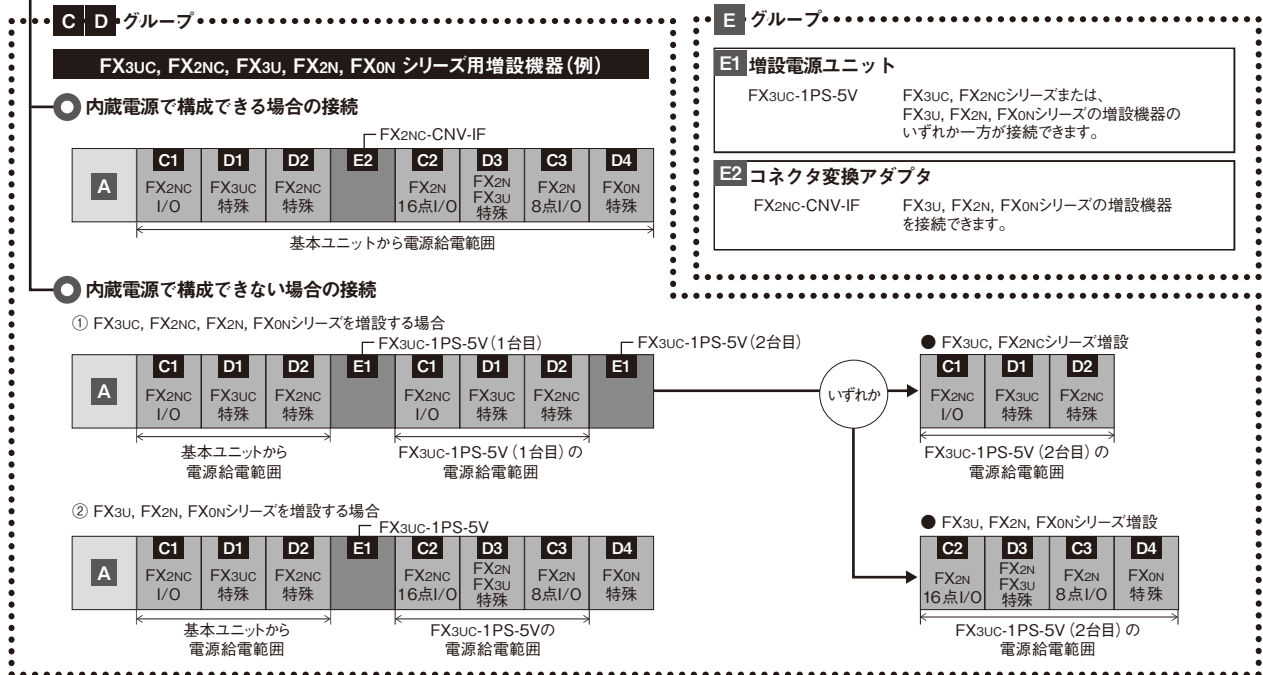 C D グループ
FX3UC, FX2NC, FX3U, FX2N, FX0N シリーズ用増設機器(例)
内蔵電源で構成できる場合の接続
FX2NC-CNV-IF
A
C1 D1 D2 E2 C2 D3 C3 D4
FX2NC
I/O
FX3UC
特殊
FX2NC
特殊
FX2N
16点I/O
FX2N
FX3U
特殊
FX2N
8点I/O
FX0N
特殊
基本ユニットから電源給電範囲
E グループ
E1 増設電源ユニット
FX3UC-1PS-5V
FX3UC, FX2NCシリーズまたは、
FX3U, FX2N, FX0Nシリーズの増設機器の
いずれか一方が接続できます。
E2 コネクタ変換アダプタ
FX2NC-CNV-IF
FX3U, FX2N, FX0Nシリーズの増設機器
を接続できます。
内蔵電源で構成できない場合の接続
① FX3UC, FX2NC, FX2N, FX0Nシリーズを増設する場合
FX3UC-1PS-5V(1台目)
FX3UC-1PS-5V(2台目)
A
C1 D1 D2 E1 C1 D1 D2 E1
FX2NC
I/O
FX3UC
特殊
FX2NC
特殊
FX2NC
I/O
FX3UC
特殊
FX2NC
特殊
基本ユニットから
電源給電範囲
FX3UC-1PS-5V(1台目)の
電源給電範囲
いずれか
● FX3UC, FX2NCシリーズ増設
C1 D1 D2
FX2NC
I/O
FX3UC
特殊
FX2NC
特殊
FX3UC-1PS-5V(2台目)の
電源給電範囲
② FX3U, FX2N, FX0Nシリーズを増設する場合
FX3UC-1PS-5V
A
C1 D1 D2 E1 C2 D3 C3 D4
FX2NC
I/O
FX3UC
特殊
FX2NC
特殊
FX2NC
16点I/O
FX2N
FX3U
特殊
FX2N
8点I/O
FX0N
特殊
基本ユニットから
電源給電範囲
FX3UC-1PS-5Vの
電源給電範囲
● FX3U, FX2N, FX0Nシリーズ増設
C2 D3 C3 D4
FX2N
16点I/O
FX2N
FX3U
特殊
FX2N
8点I/O
FX0N
特殊
FX3UC-1PS-5V(2台目)の
電源給電範囲